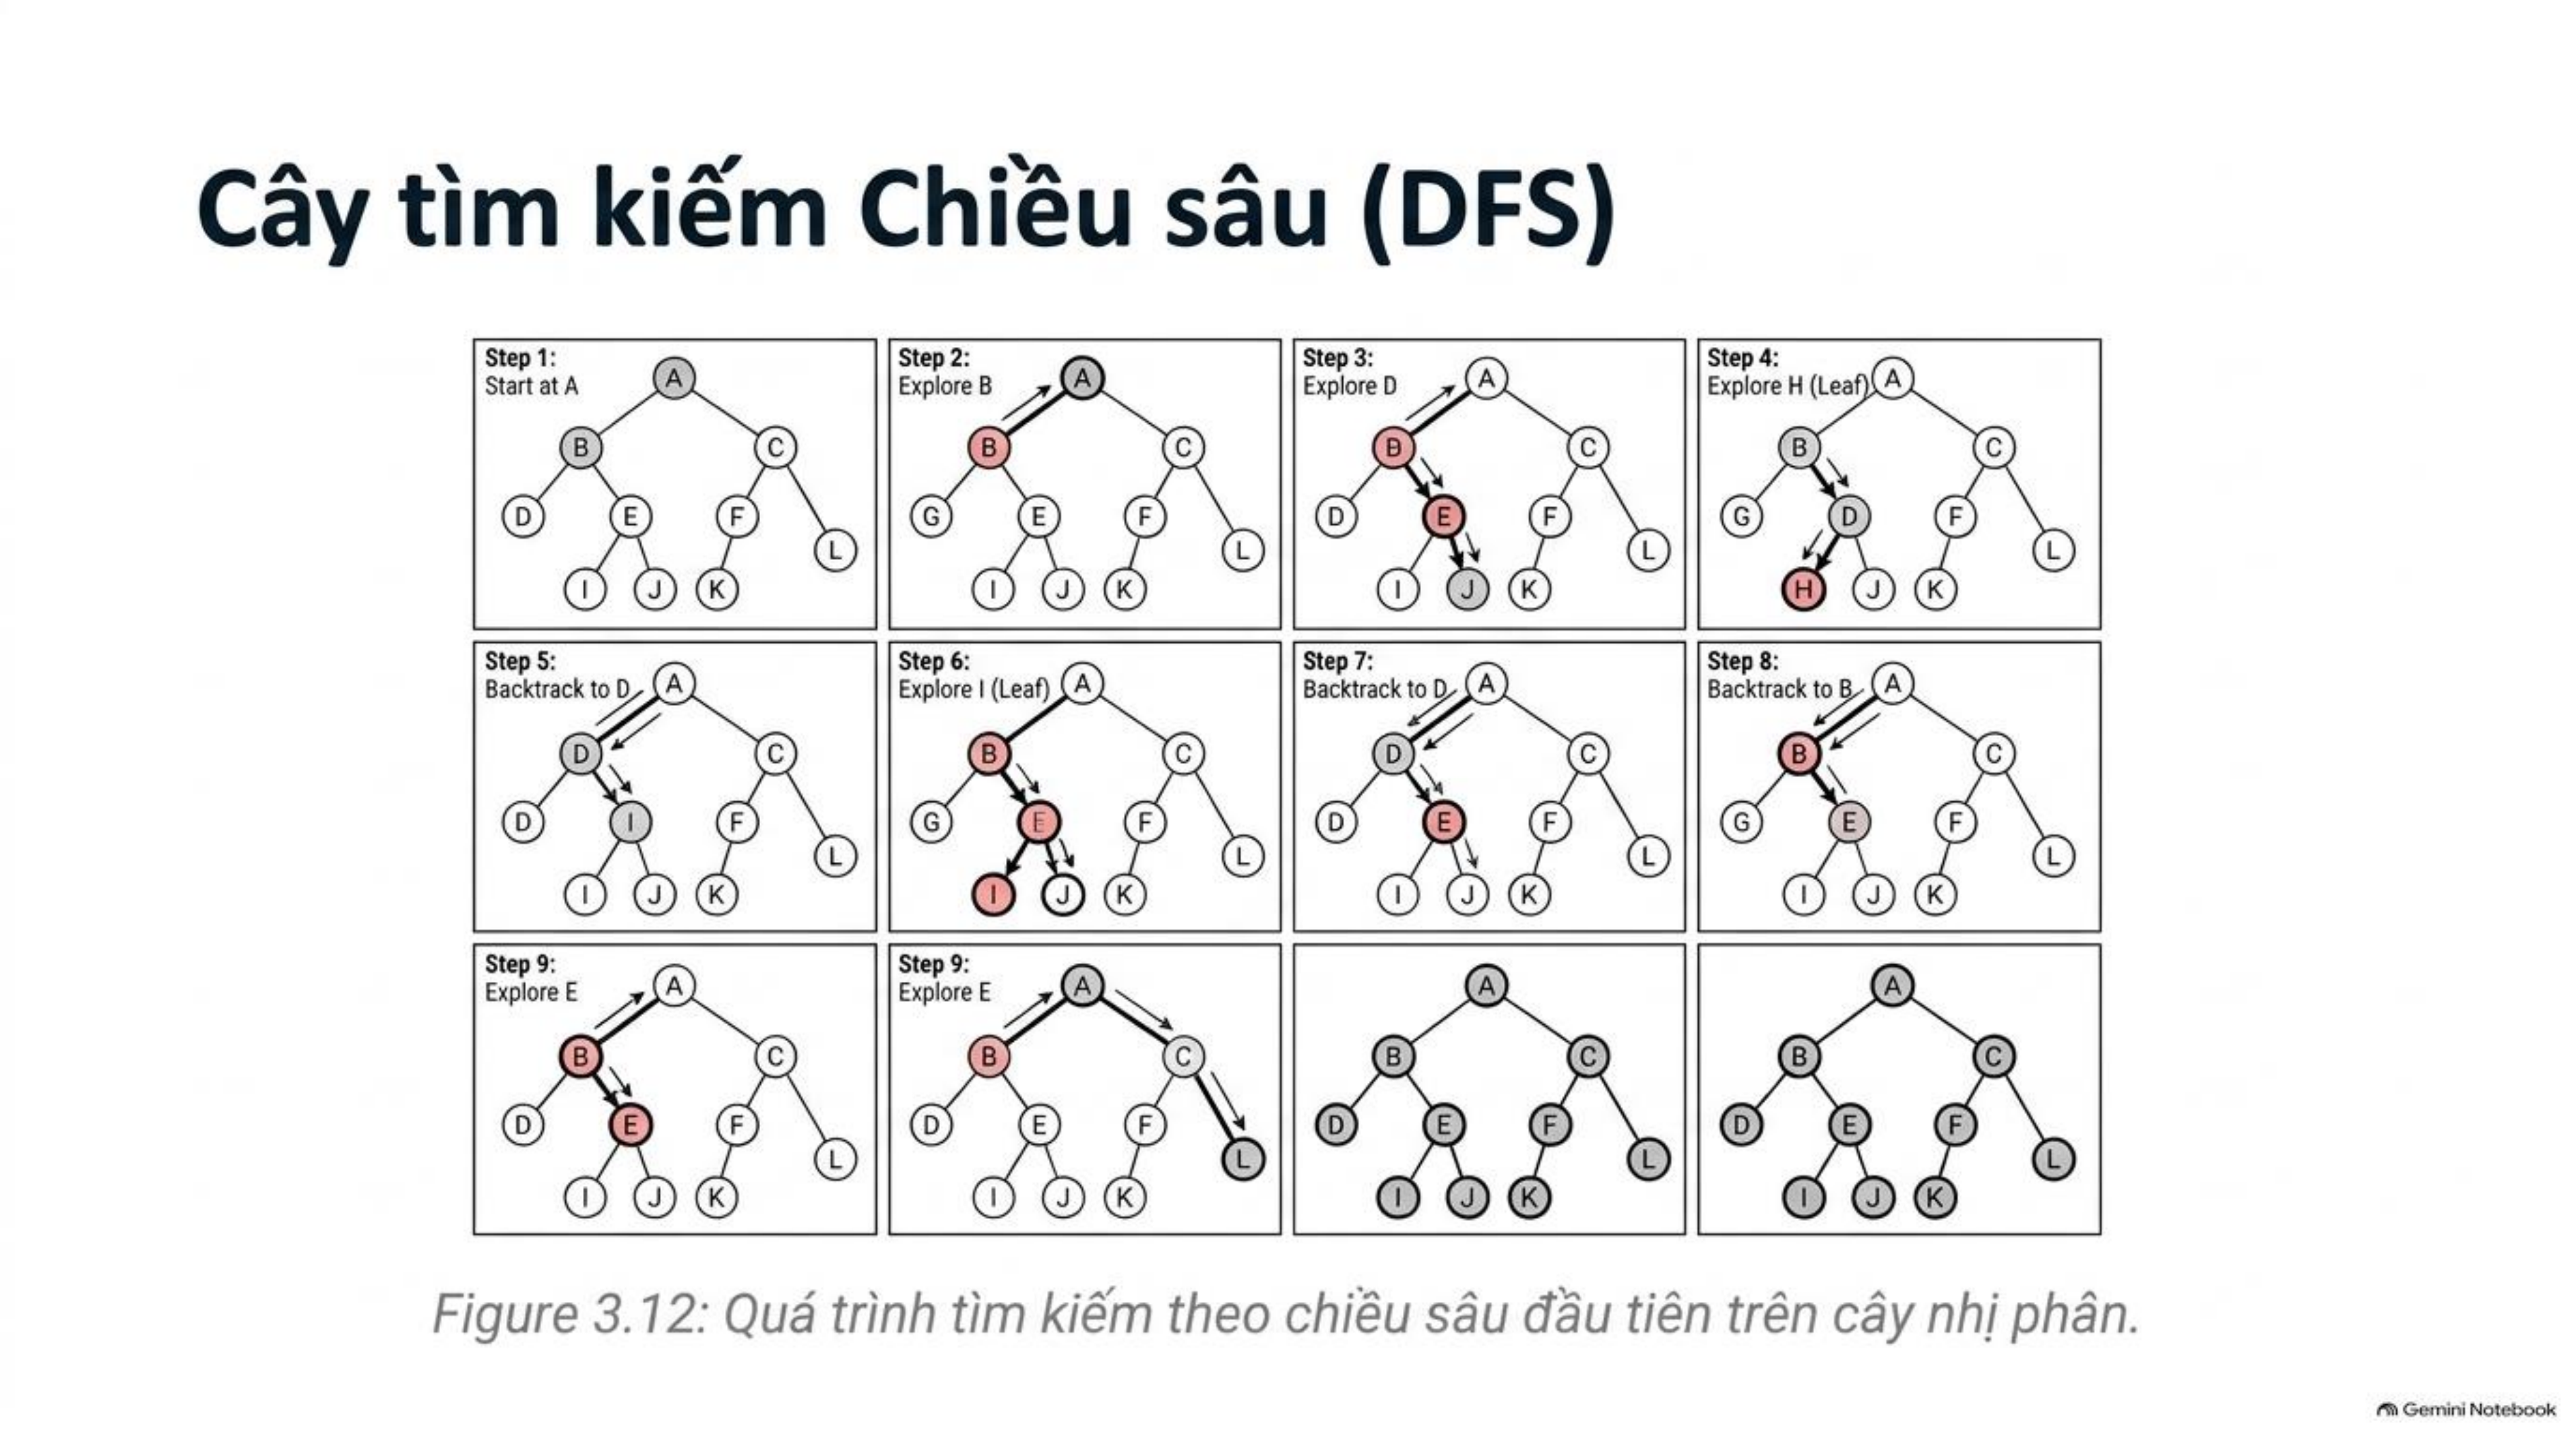 Cây tìm kiếm Chiều sâu (DFS)
Step 1:
Start at A
A
B
C
D
E
F
L
I
J
K
Step 2:
Explore B
A
B
C
G
E
F
L
I
J
K
Step 3:
Explore D
A
D
C
D
E
F
L
I
J
K
Step 4:
Explore H (Leaf)
A
B
C
G
D
F
L
H
J
K
Step 5:
Backtrack to D
A
D
C
D
I
F
L
I
J
K
Step 6:
Explore I (Leaf)
A
B
C
G
E
F
L
I
J
K
Step 7:
Backtrack to D
A
D
C
D
E
F
L
I
J
K
Step 8:
Backtrack to B
A
B
C
G
E
F
L
I
J
K
Step 9:
Explore E
A
B
C
D
E
F
L
I
J
K
Step 9:
Explore E
A
B
C
D
E
F
L
I
J
K
A
B
C
D
E
F
L
I
J
K
A
B
C
D
E
F
L
I
J
K
Figure 3.12: Quá trình tìm kiếm theo chiều sâu đầu tiên trên cây nhị phân.
Gemini Notebook